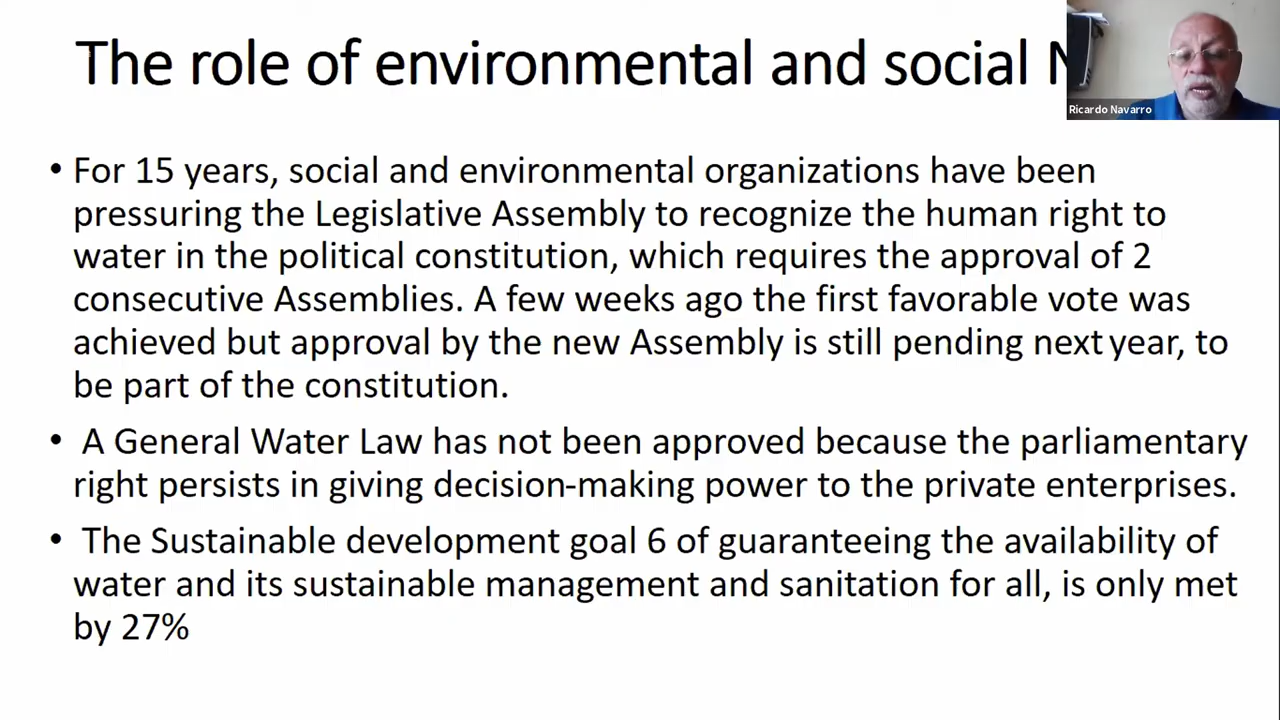 The role of environmental and social
Ricardo Navarro
• For 15 years, social and environmental organizations have been
pressuring the Legislative Assembly to recognize the human right to
water in the political constitution, which requires the approval of 2
consecutive Assemblies. A few weeks ago the first favorable vote was
achieved but approval by the new Assembly is still pending next year, to
be part of the constitution.
• A General Water Law has not been approved because the parliamentary
right persists in giving decision-making power to the private enterprises.
• The Sustainable development goal 6 of guaranteeing the availability of
water and its sustainable management and sanitation for all, is only met
by 27%